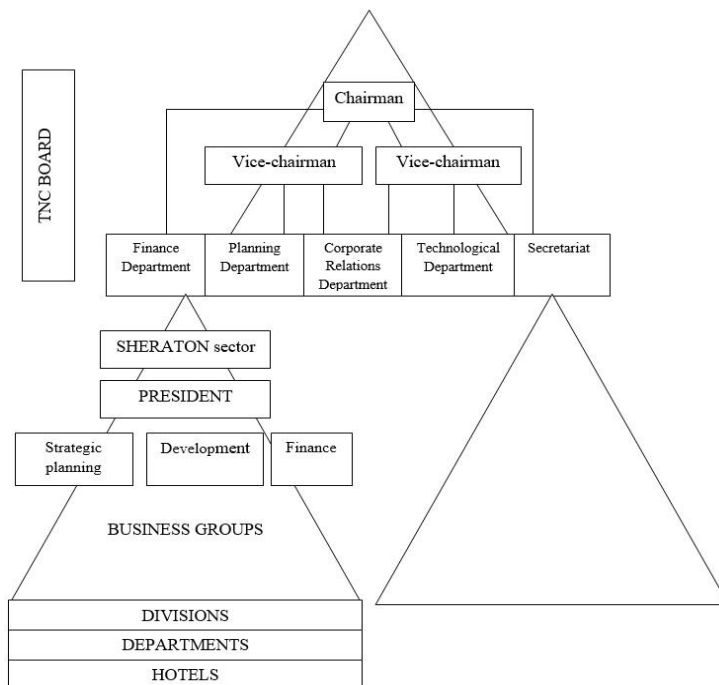 TNC BOARD
Chairman
Vice-chairman
Vice-chairman
Finance
Department
Planning
Department
Corporate
Relations
Department
Technological
Department
Secretariat
SHERATON sector
PRESIDENT
Strategic
planning
Development
Finance
BUSINESS GROUPS
DIVISIONS
DEPARTMENTS
HOTELS